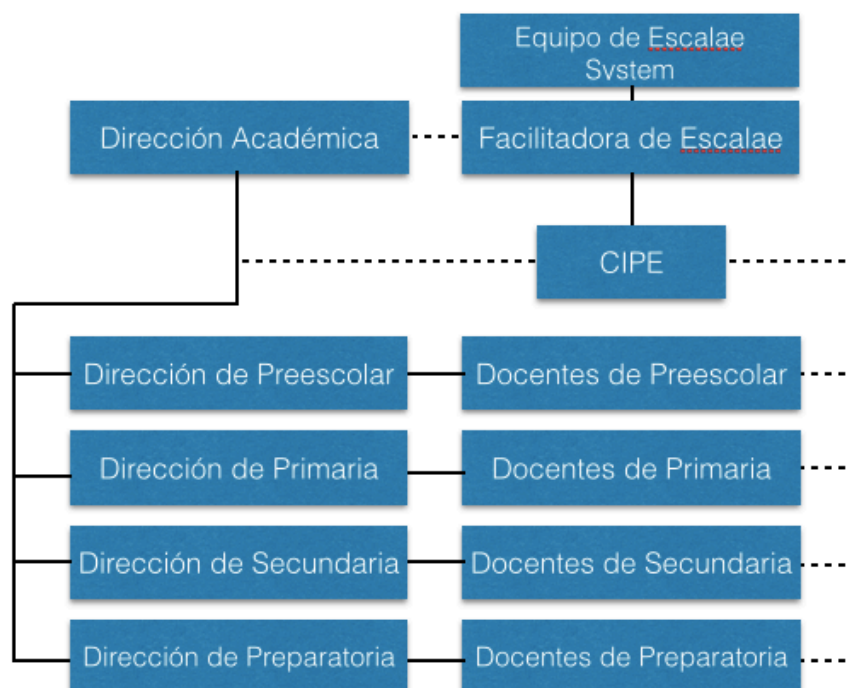 Equipo de Escalae
System
Dirección Académica
Facilitadora de Escalae
CIPE
Dirección de Preescolar
Docentes de Preescolar
Dirección de Primaria
Docentes de Primaria
Dirección de Secundaria
Docentes de Secundaria
Dirección de Preparatoria
Docentes de Preparatoria